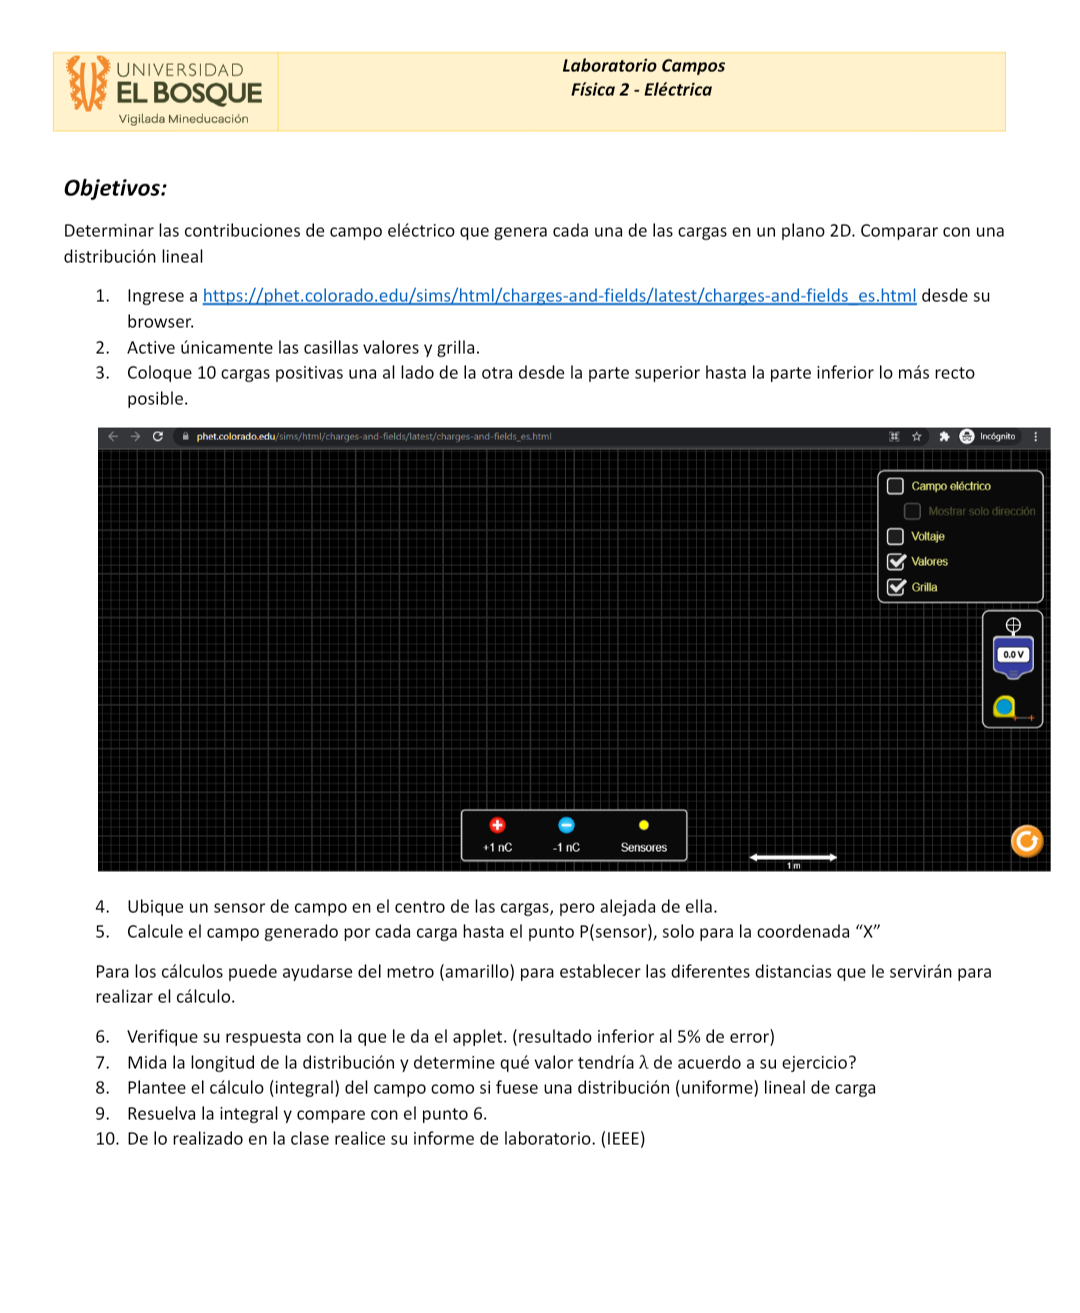 UNIVERSIDAD
EL BOSQUE
Vigilada Mineducación
Laboratorio Campos
Física 2 - Eléctrica
Objetivos:
Determinar las contribuciones de campo eléctrico que genera cada una de las cargas en un plano 2D. Comparar con una
distribución lineal
1. Ingrese a https://phet.colorado.edu/sims/html/charges-and-fields/latest/charges-and-fields_es.html desde su
browser.
2. Active únicamente las casillas valores y grilla.
3. Coloque 10 cargas positivas una al lado de la otra desde la parte superior hasta la parte inferior lo más recto
posible.
phet.colorado.edu/sims/html/charges-and-fields/latest/charges-and-fields_es.html
Incógnito
Campo eléctrico
Mostrar solo dirección
Voltaje
Valores
Grilla
0.0 V
+1 nC
-1 nC
Sensores
1 m
4. Ubique un sensor de campo en el centro de las cargas, pero alejada de ella.
5. Calcule el campo generado por cada carga hasta el punto P(sensor), solo para la coordenada “X”
Para los cálculos puede ayudarse del metro (amarillo) para establecer las diferentes distancias que le servirán para
realizar el cálculo.
6. Verifique su respuesta con la que le da el applet. (resultado inferior al 5% de error)
7. Mida la longitud de la distribución y determine qué valor tendría λ de acuerdo a su ejercicio?
8. Plantee el cálculo (integral) del campo como si fuese una distribución (uniforme) lineal de carga
9. Resuelva la integral y compare con el punto 6.
10. De lo realizado en la clase realice su informe de laboratorio. (IEEE)